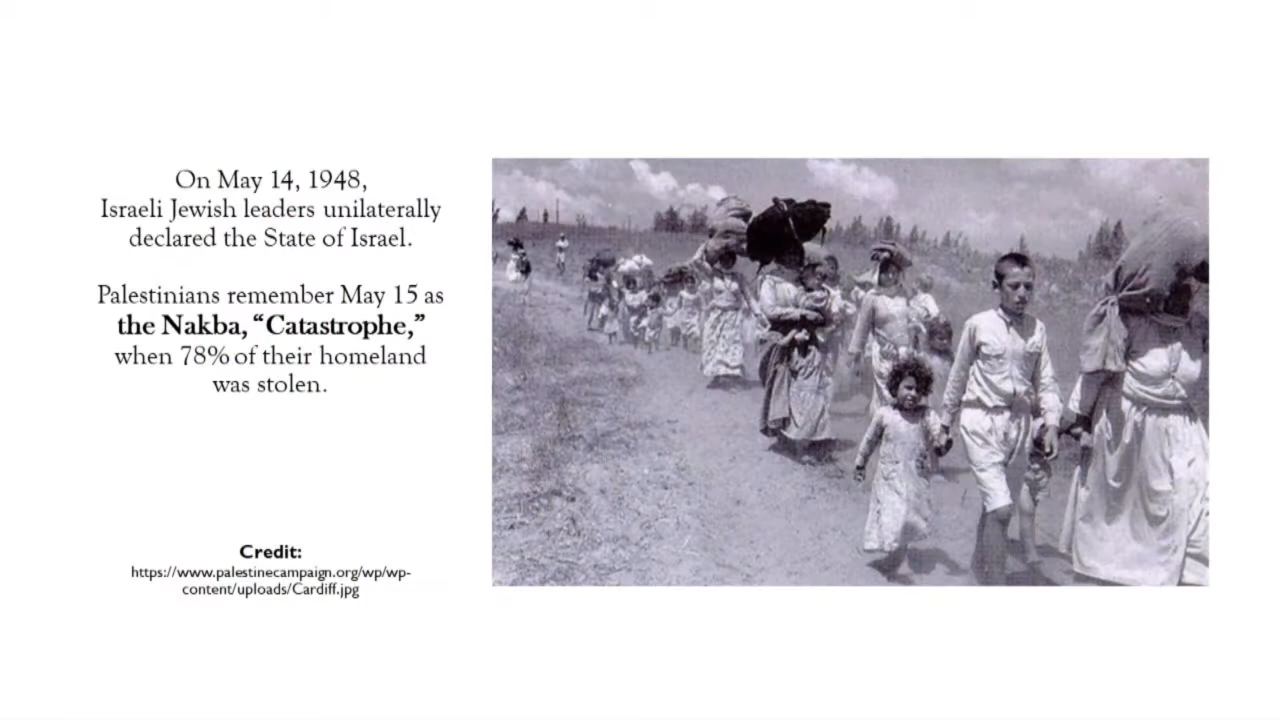 On May 14, 1948,
Israeli Jewish leaders unilaterally
declared the State of Israel.
Palestinians remember May 15 as
the Nakba, “Catastrophe,”
when 78% of their homeland
was stolen.
Credit:
https://www.palestinecampaign.org/wp/wp-
content/uploads/Cardiff.jpg